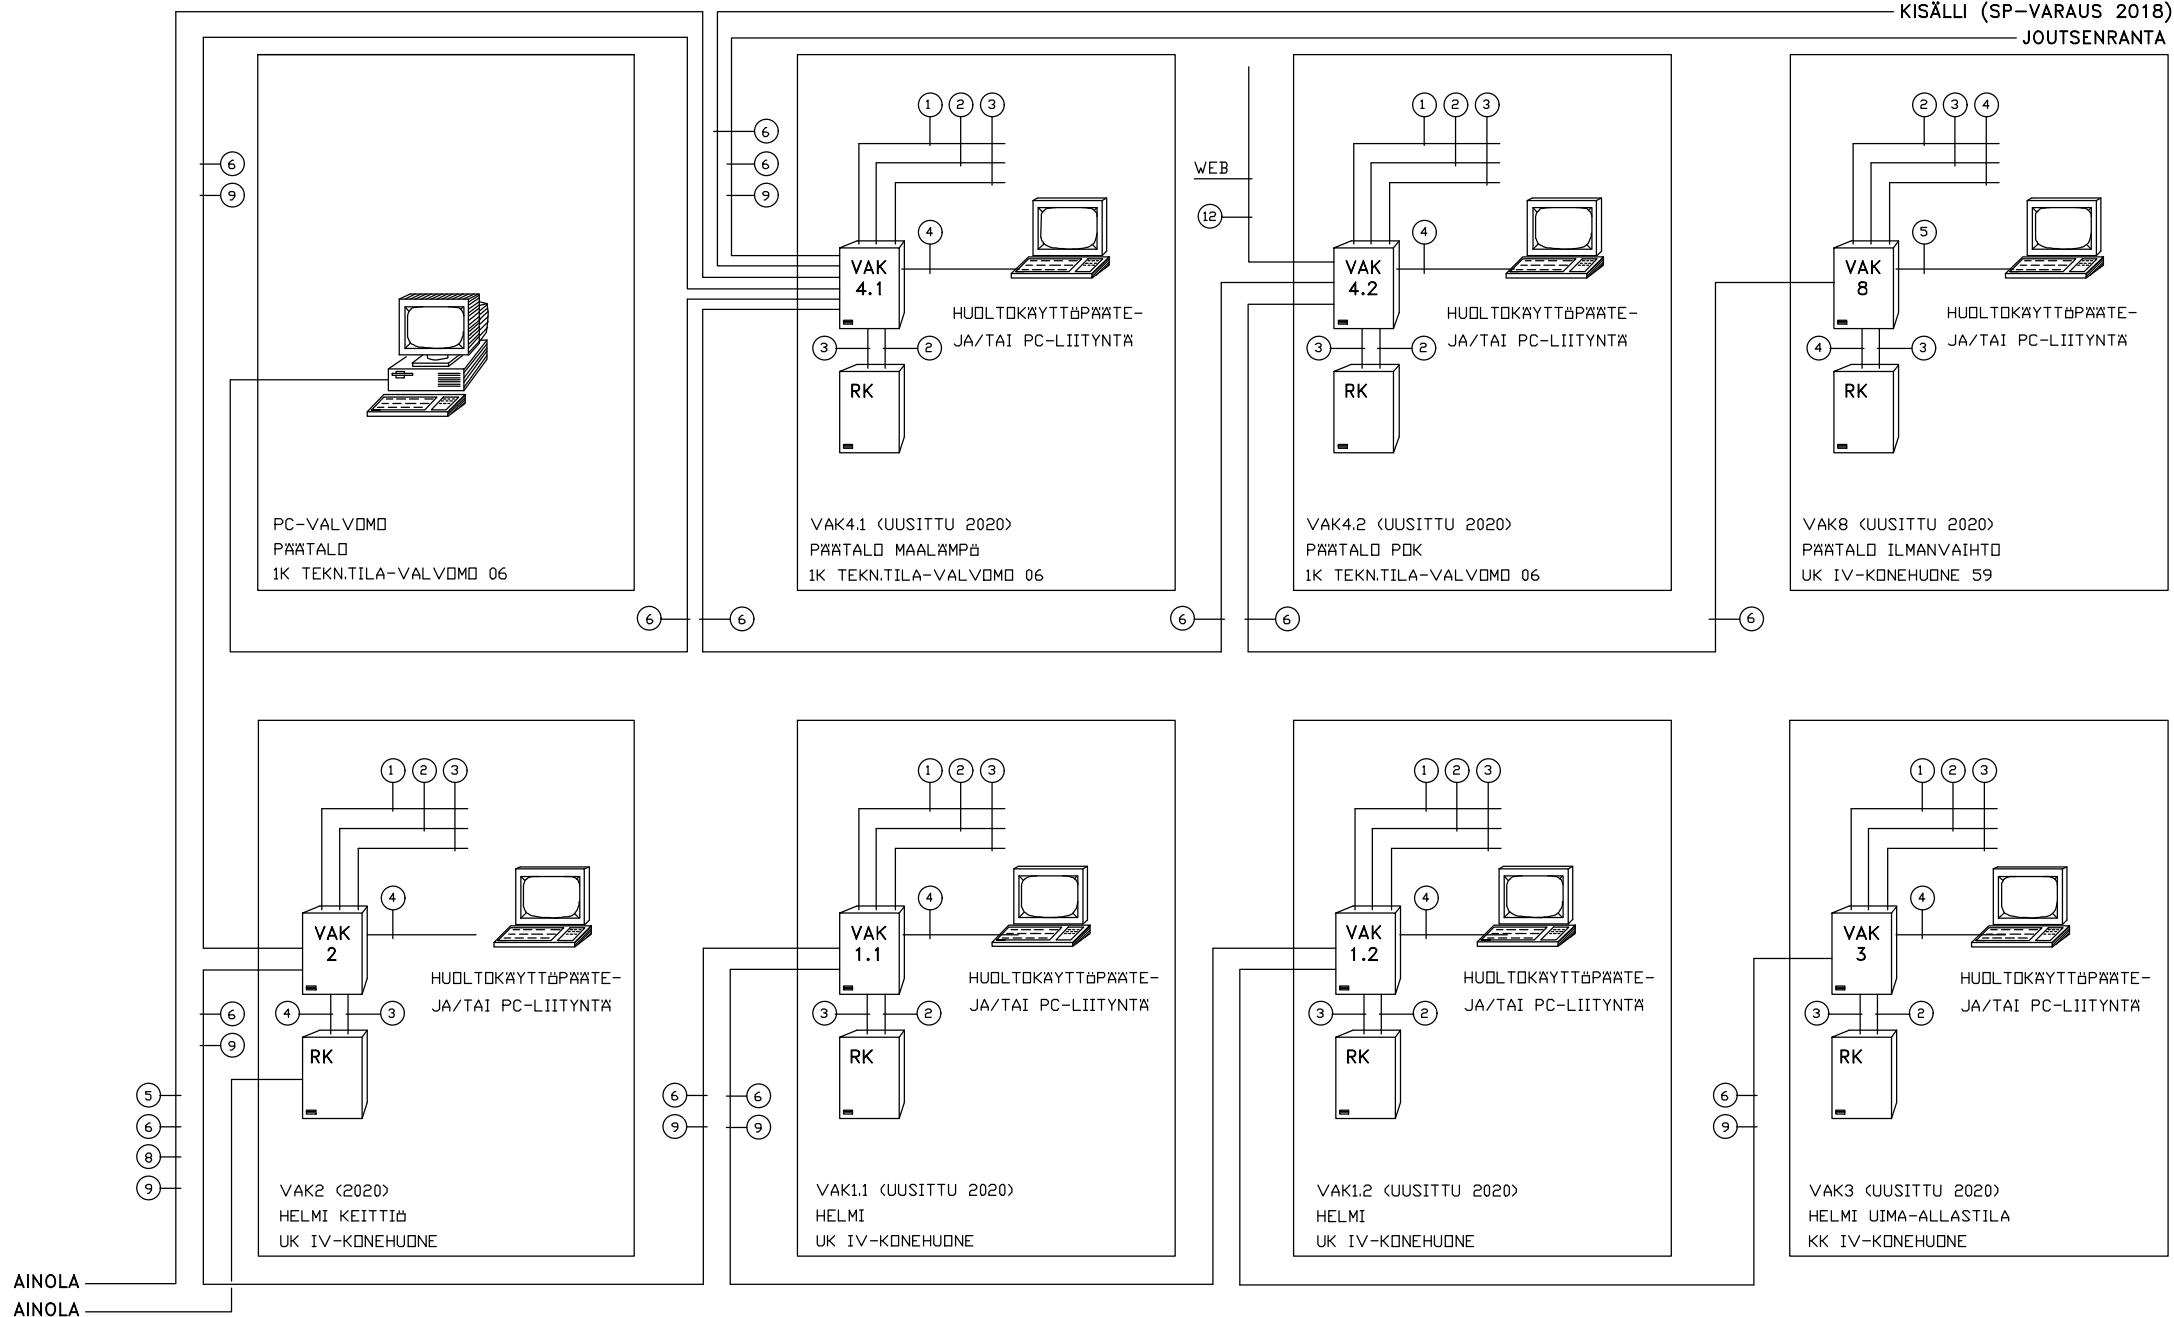 KISÄLLI (SP-VARAUS 2018)
JOUTSENRANTA
6
9
PC-VALVOMO
PÄÄTALO
1K TEKN.TILA-VALVOMO 06
6
6
6
9
1 2 3
4
VAK
4.1
HUOLTOKÄYTTÖPÄÄTE-
JA/TAI PC-LIITYNTÄ
3
2
RK
VAK4.1 (UUSITTU 2020)
PÄÄTALO MAALÄMPÖ
1K TEKN.TILA-VALVOMO 06
6
6
WEB
12
1 2 3
4
VAK
4.2
HUOLTOKÄYTTÖPÄÄTE-
JA/TAI PC-LIITYNTÄ
3
2
RK
VAK4.2 (UUSITTU 2020)
PÄÄTALO POK
1K TEKN.TILA-VALVOMO 06
6
6
2 3 4
5
VAK
8
HUOLTOKÄYTTÖPÄÄTE-
JA/TAI PC-LIITYNTÄ
4
3
RK
VAK8 (UUSITTU 2020)
PÄÄTALO ILMANVAIHTO
UK IV-KONEHUONE 59
6
1 2 3
4
VAK
2
HUOLTOKÄYTTÖPÄÄTE-
JA/TAI PC-LIITYNTÄ
6
9
4
3
RK
5
6
8
9
VAK2 (2020)
HELMI KEITTIÖ
UK IV-KONEHUONE
AINOLA
AINOLA
1 2 3
4
VAK
1.1
HUOLTOKÄYTTÖPÄÄTE-
JA/TAI PC-LIITYNTÄ
3
2
RK
6
9
6
9
VAK1.1 (UUSITTU 2020)
HELMI
UK IV-KONEHUONE
1 2 3
4
VAK
1.2
HUOLTOKÄYTTÖPÄÄTE-
JA/TAI PC-LIITYNTÄ
3
2
RK
VAK1.2 (UUSITTU 2020)
HELMI
UK IV-KONEHUONE
1 2 3
4
VAK
3
HUOLTOKÄYTTÖPÄÄTE-
JA/TAI PC-LIITYNTÄ
3
2
RK
6
9
VAK3 (UUSITTU 2020)
HELMI UIMA-ALLASTILA
KK IV-KONEHUONE